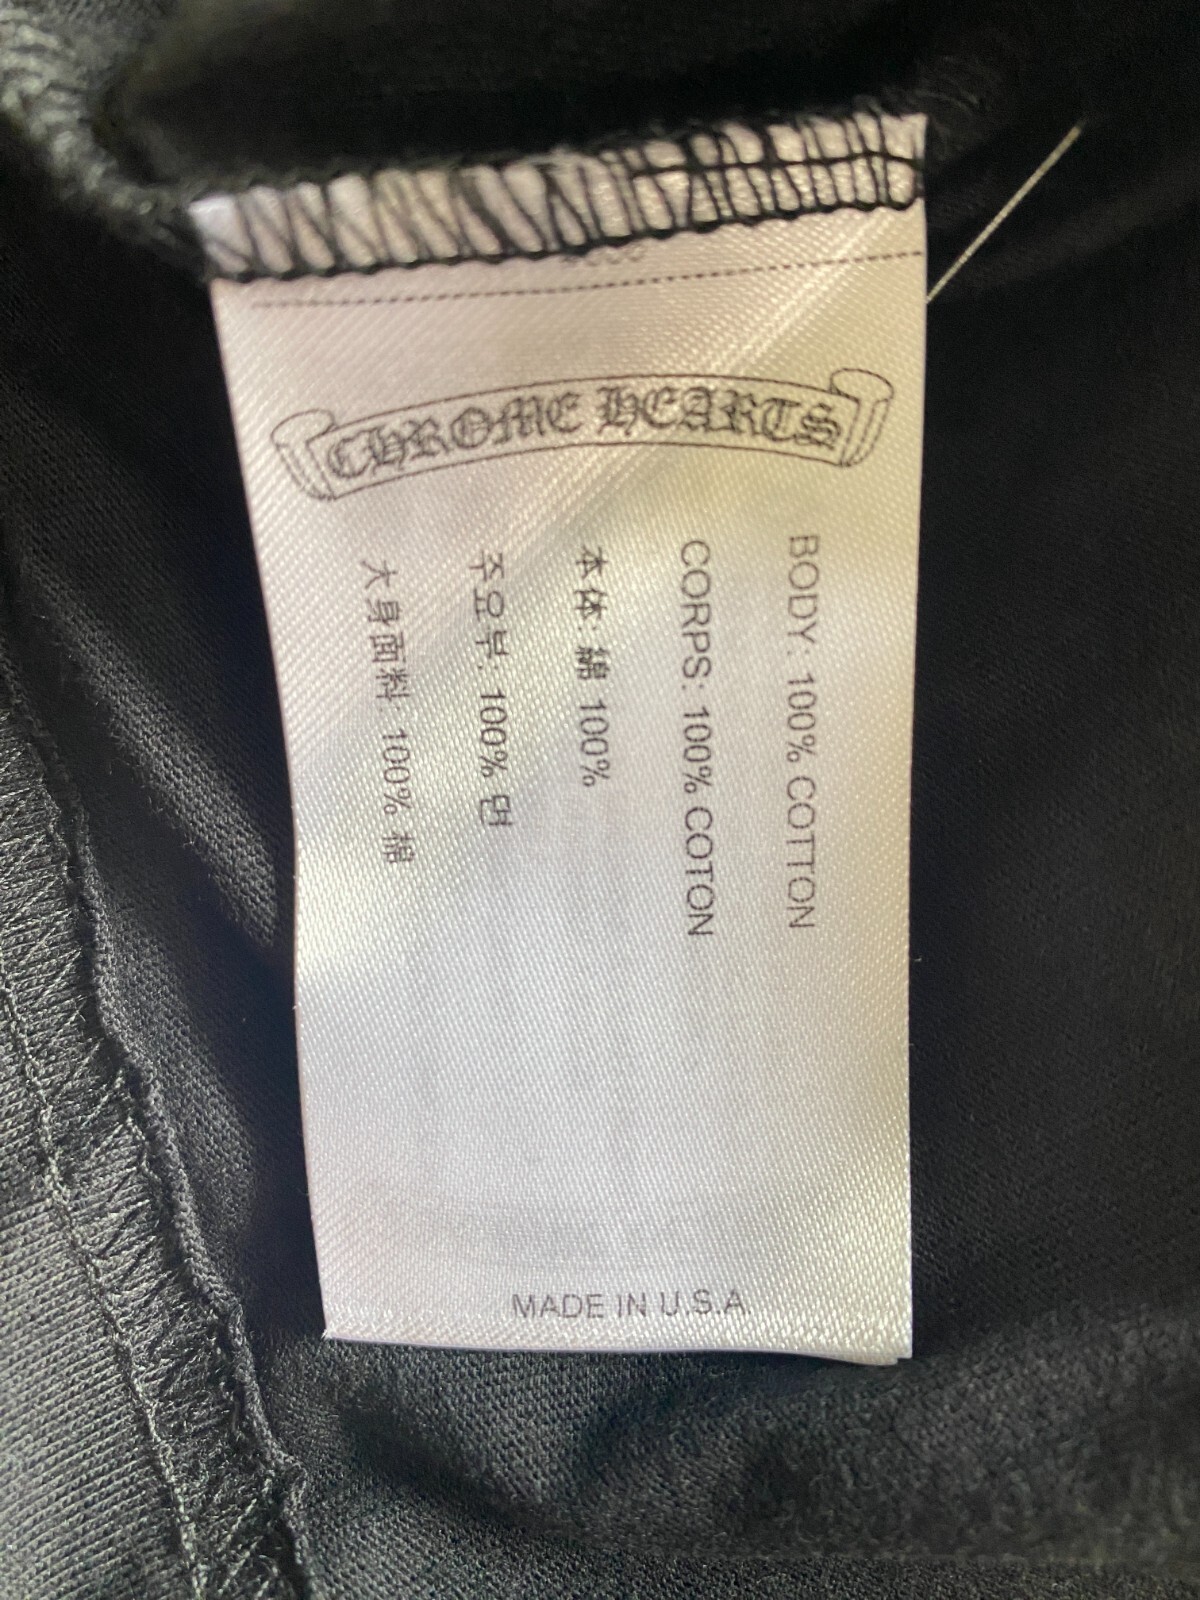 CHROME HEARTS
BODY: 100% COTTON
CORPS: 100% COTON
本体: 綿 100%
주요부: 100% 면
大身面料: 100% 棉
MADE IN U.S.A.